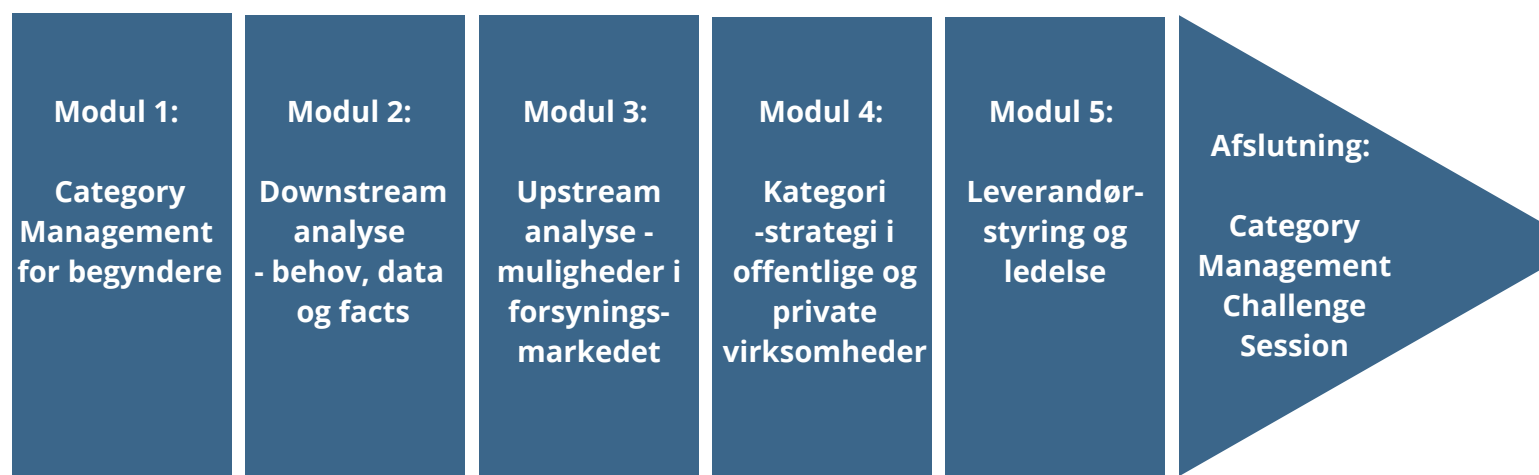 Modul 1:
Category
Management
for begyndere
Modul 2:
Downstream
analyse
- behov, data
og facts
Modul 3:
Upstream
analyse -
muligheder i
forsynings-
markedet
Modul 4:
Kategori
-strategi i
offentlige og
private
virksomheder
Modul 5:
Leverandør-
styring og
ledelse
Afslutning:
Category
Management
Challenge
Session